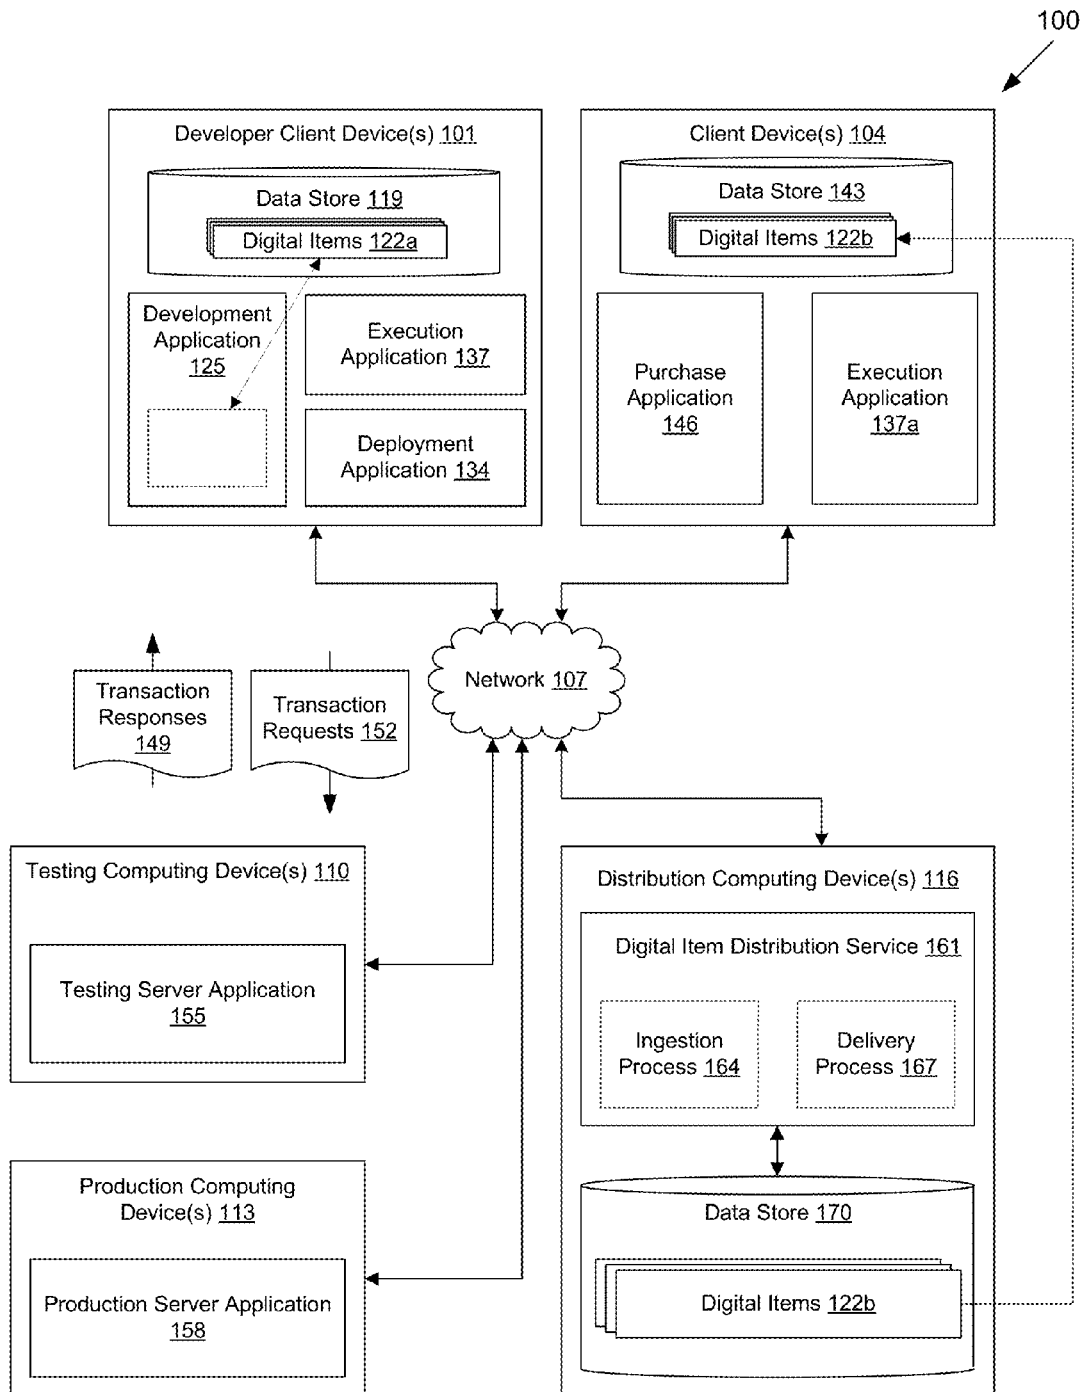 100
Developer Client Device(s) 101
Data Store 119
Digital Items 122a
Development
Application
125
Execution
Application 137
Deployment
Application 134
Client Device(s) 104
Data Store 143
Digital Items 122b
Purchase
Application
146
Execution
Application
137a
Transaction
Responses
149
Transaction
Requests 152
Network 107
Testing Computing Device(s) 110
Testing Server Application
155
Production Computing
Device(s) 113
Production Server Application
158
Distribution Computing Device(s) 116
Digital Item Distribution Service 161
Ingestion
Process 164
Delivery
Process 167
Data Store 170
Digital Items 122b